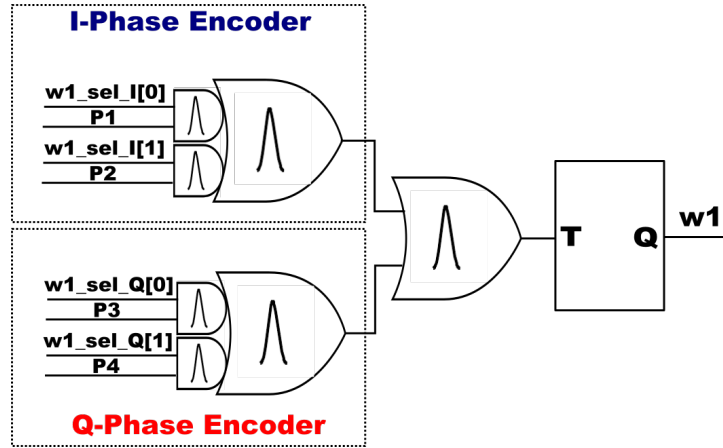 I-Phase Encoder
w1_sel_I[0]
P1
w1_sel_I[1]
P2
w1_sel_Q[0]
P3
w1_sel_Q[1]
P4
Q-Phase Encoder
T Q
w1